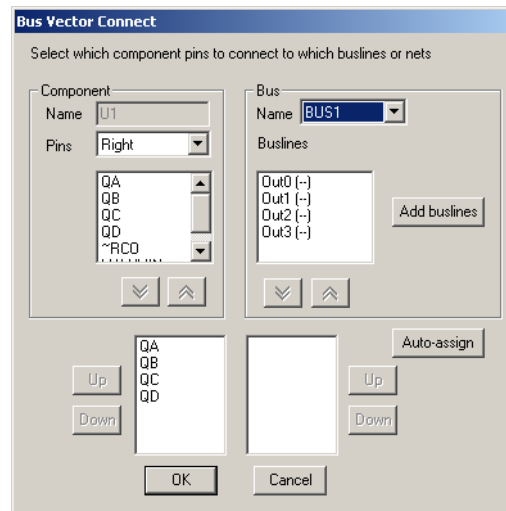 Bus Vector Connect
Select which component pins to connect to which buslines or nets
Component
Name U1
Pins Right
QA
QB
QC
QD
~RCO
Bus
Name BUS1
Buslines
Out0 (--)
Out1 (--)
Out2 (--)
Out3 (--)
Add buslines
Auto-assign
QA
QB
QC
QD
Up
Down
Up
Down
OK
Cancel